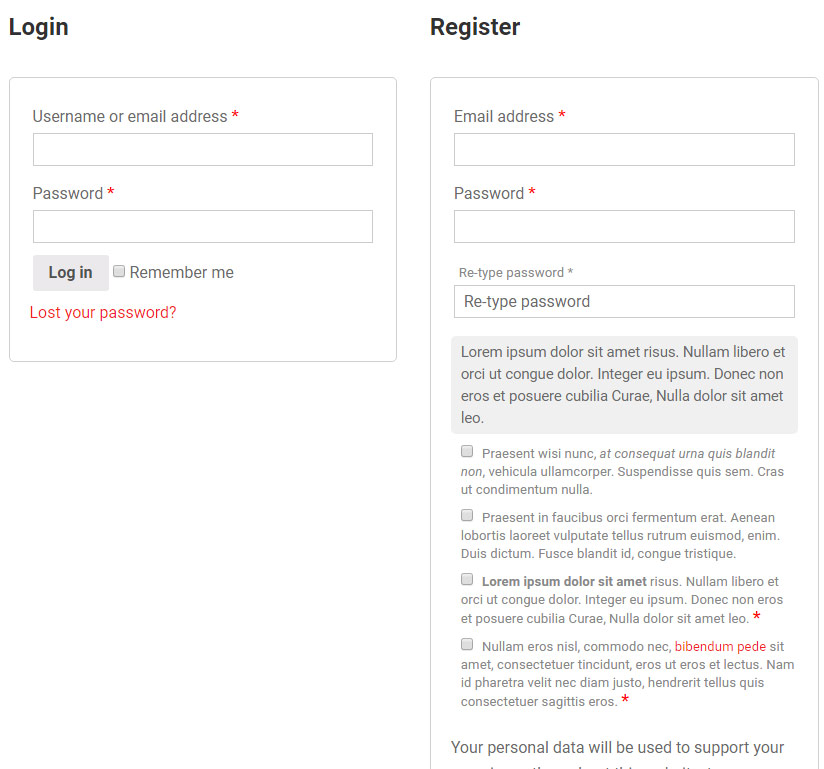 Login
Username or email address *
Password *
Log in
Remember me
Lost your password?
Register
Email address *
Password *
Re-type password *
Re-type password
Lorem ipsum dolor sit amet risus. Nullam libero et
orci ut congue dolor. Integer eu ipsum. Donec non
eros et posuere cubilia Curae, Nulla dolor sit amet
leo.
Praesent wisi nunc, at consequat urna quis blandit
non, vehicula ullamcorper. Suspendisse quis sem. Cras
ut condimentum nulla.
Praesent in faucibus orci fermentum erat. Aenean
lobortis laoreet vulputate tellus rutrum euismod, enim.
Duis dictum. Fusce blandit id, congue tristique.
Lorem ipsum dolor sit amet risus. Nullam libero et
orci ut congue dolor. Integer eu ipsum. Donec non eros
et posuere cubilia Curae, Nulla dolor sit amet leo. *
Nullam eros nisl, commodo nec, bibendum pede sit
amet, consectetuer tincidunt, eros ut eros et lectus. Nam
id pharetra velit nec diam justo, hendrerit tellus quis
consectetuer sagittis eros. *
Your personal data will be used to support your